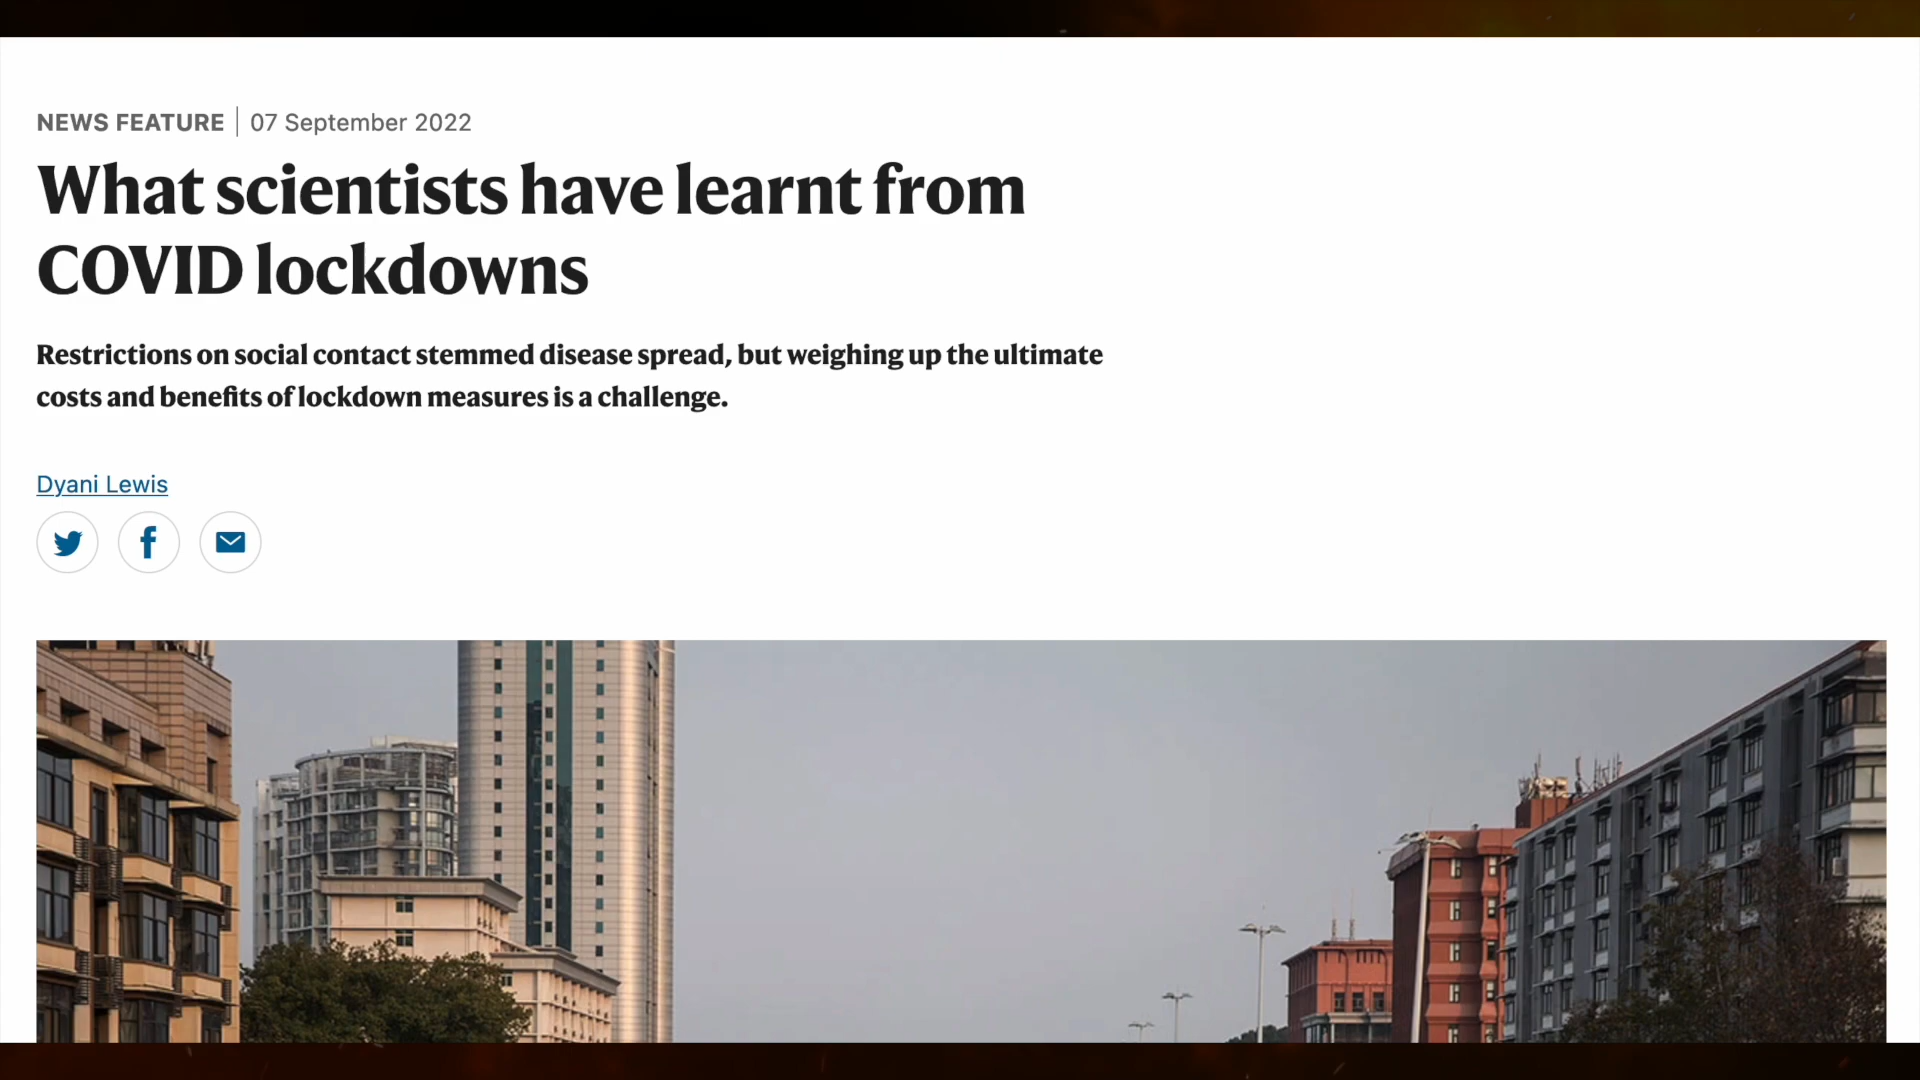 NEWS FEATURE | 07 September 2022
What scientists have learnt from
COVID lockdowns
Restrictions on social contact stemmed disease spread, but weighing up the ultimate
costs and benefits of lockdown measures is a challenge.
Dyani Lewis